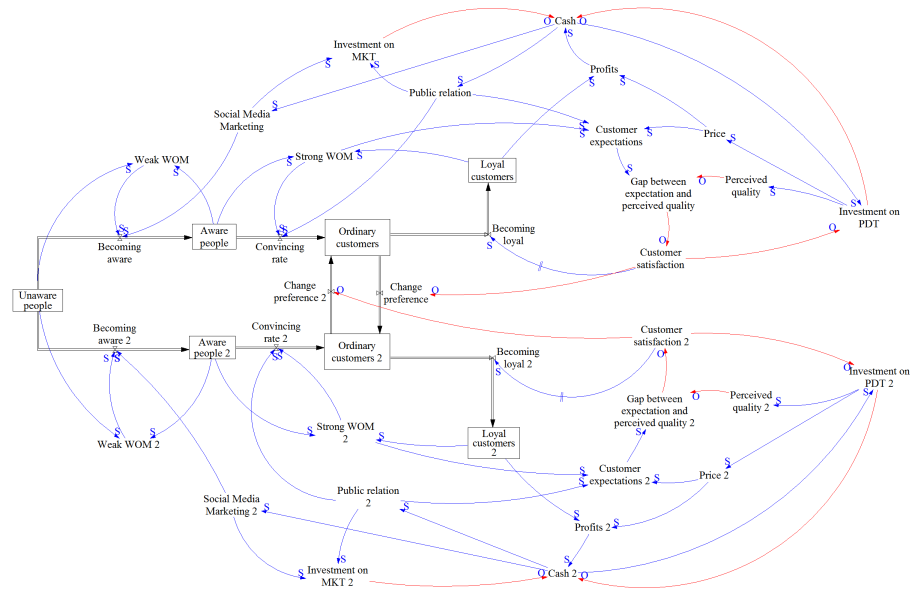 O Cash O
S
S
Investment on
MKT
S
S
Profits
S
S
S
Public relation
S
Social Media
Marketing
S
S
Customer
expectations
S
Price
S
S
Weak WOM
S
S
Strong WOM
S
S
Loyal
customers
S
Gap between
expectation and
perceived quality
O
Perceived
quality
S
S
Investment on
PDT
O
S
S
Becoming
aware
Aware
people
S
S
Convincing
rate
Ordinary
customers
Becoming
loyal
S
O
Customer
satisfaction
Unaware
people
Change
preference 2
O
Change
preference
O
Becoming
aware 2
S
S
Aware
people 2
Convincing
rate 2
S
S
Ordinary
customers 2
Becoming
loyal 2
S
Customer
satisfaction 2
O
O
Investment on
PDT 2
S
Gap between
expectation and
perceived quality 2
O
Perceived
quality 2
S
S
Weak WOM 2
S
S
Strong WOM
2
S
Loyal
customers
2
S
S
S
Customer
expectations 2
S
Price 2
S
Social Media
Marketing 2
S
Public relation
2
S
S
Profits 2
S
S
S
Investment on
MKT 2
S
S
O Cash 2 O